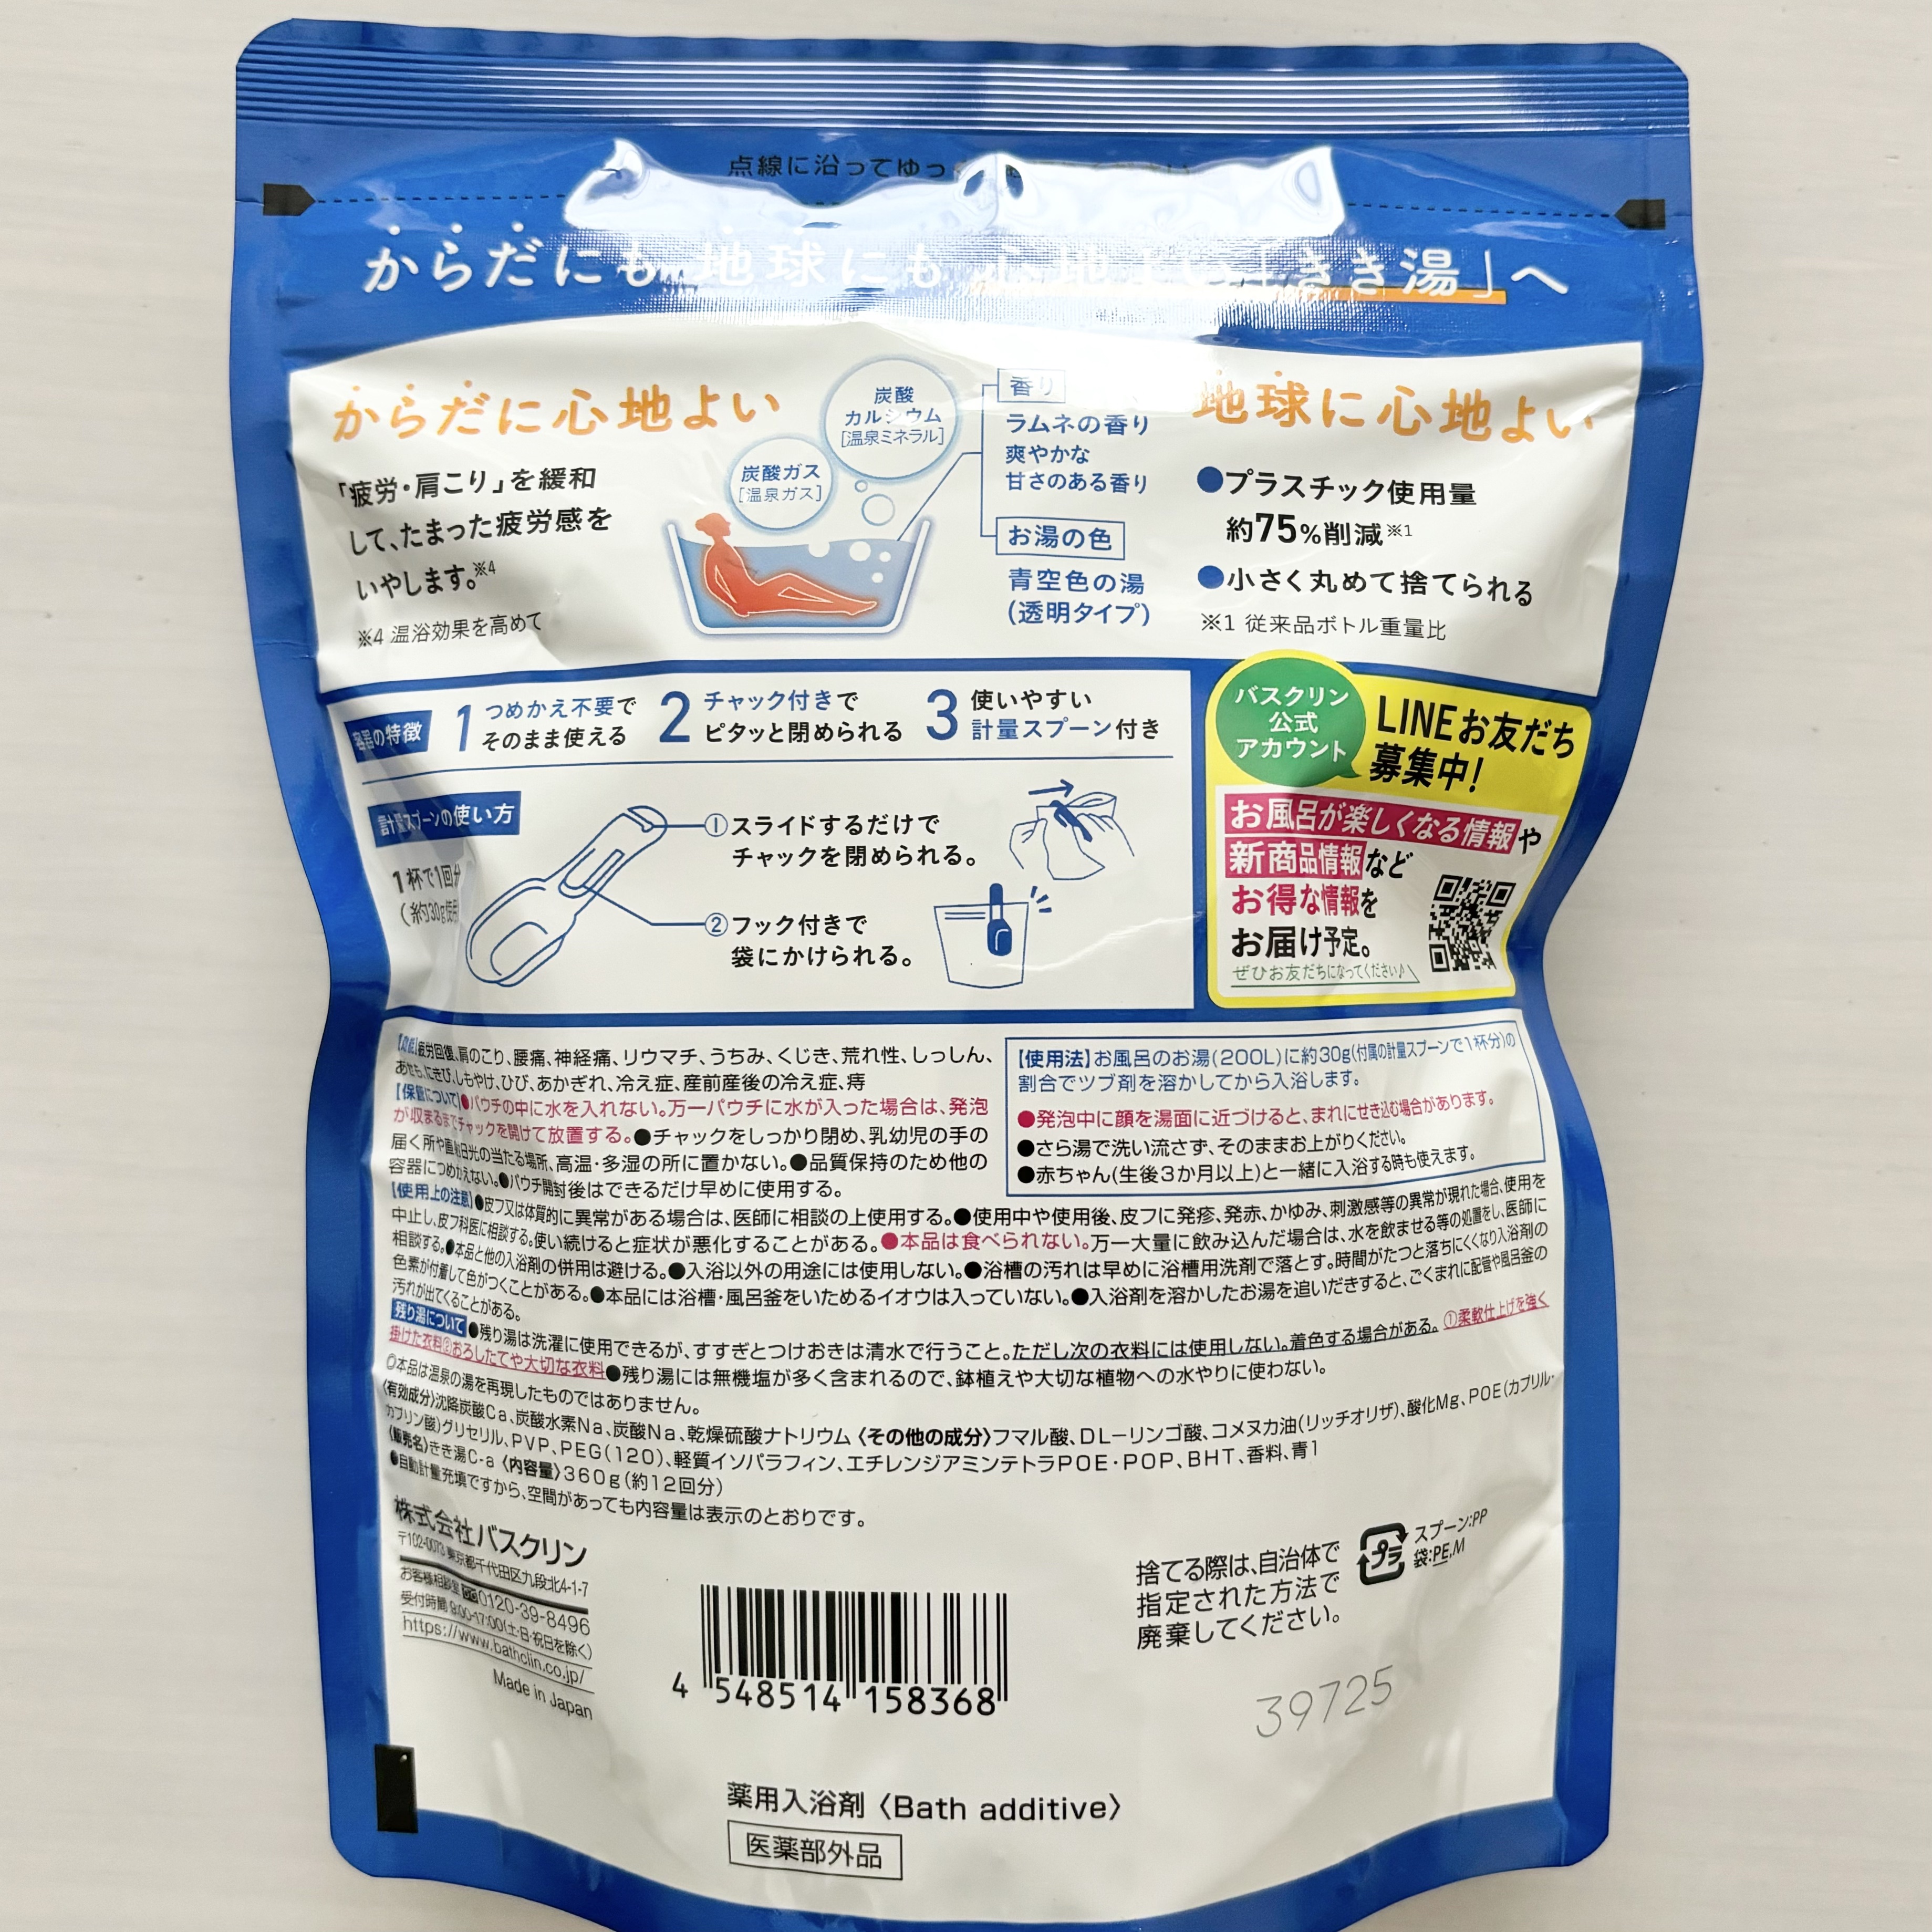 点線に沿ってゆっ
からだにも地球にも心地よい「きき湯」へ
からだに心地よい
「疲労・肩こり」を緩和
して、たまった疲労感を
いやします。※4
※4 温浴効果を高めて
炭酸
カルシウム
[温泉ミネラル]
炭酸ガス
[温泉ガス]
香り
ラムネの香り
爽やかな
甘さのある香り
お湯の色
青空色の湯
(透明タイプ)
地球に心地よい
●プラスチック使用量
約75%削減※1
●小さく丸めて捨てられる
※1 従来品ボトル重量比
容器の特徴
1 つめかえ不要で
そのまま使える
2 チャック付きで
ピタッと閉められる
3 使いやすい
計量スプーン付き
計量スプーンの使い方
1杯で1回分
(約30g使用
①スライドするだけで
チャックを閉められる。
②フック付きで
袋にかけられる。
バスクリン
公式
アカウント
LINEお友だち
募集中!
お風呂が楽しくなる情報や
新商品情報など
お得な情報を
お届け予定。
ぜひお友だちになってください♪
【効能】疲労回復、肩のこり、腰痛、神経痛、リウマチ、うちみ、くじき、荒れ性、しっしん、
あせも、にきび、しもやけ、ひび、あかぎれ、冷え症、産前産後の冷え症、痔
【保管について】●パウチの中に水を入れない。万一パウチに水が入った場合は、発泡
が収まるまでチャックを開けて放置する。●チャックをしっかり閉め、乳幼児の手の
届く所や直射日光の当たる場所、高温・多湿の所に置かない。●品質保持のため他の
容器につめかえない。●パウチ開封後はできるだけ早めに使用する。
【使用法】お風呂のお湯(200L)に約30g(付属の計量スプーンで1杯分)の
割合でツブ剤を溶かしてから入浴します。
●発泡中に顔を湯面に近づけると、まれにせき込む場合があります。
●さら湯で洗い流さず、そのままお上がりください。
●赤ちゃん(生後3か月以上)と一緒に入浴する時も使えます。
【使用上の注意】●皮フ又は体質的に異常がある場合は、医師に相談の上使用する。●使用中や使用後、皮フに発疹、発赤、かゆみ、刺激感等の異常が現れた場合、使用を
中止し、皮フ科医に相談する。使い続けると症状が悪化することがある。●本品は食べられない。万一大量に飲み込んだ場合は、水を飲ませる等の処置をし、医師に
相談する。●本品と他の入浴剤の併用は避ける。●入浴以外の用途には使用しない。●浴槽の汚れは早めに浴槽用洗剤で落とす。時間がたつと落ちにくくなり入浴剤の
色素が付着して色がつくことがある。●本品には浴槽・風呂釜をいためるイオウは入っていない。●入浴剤を溶かしたお湯を追いだきすると、ごくまれに配管や風呂釜の
汚れが出てくることがある。
残り湯について●残り湯は洗濯に使用できるが、すすぎとつけおきは清水で行うこと。ただし次の衣料には使用しない。着色する場合がある。①柔軟仕上げを強く
掛けた衣料②おろしたてや大切な衣料●残り湯には無機塩が多く含まれるので、鉢植えや大切な植物への水やりに使わない。
◎本品は温泉の湯を再現したものではありません。
〈有効成分〉沈降炭酸Ca、炭酸水素Na、炭酸Na、乾燥硫酸ナトリウム〈その他の成分〉フマル酸、DL-リンゴ酸、コメヌカ油(リッチオリザ)、酸化Mg、POE(カプリル・
カプリン酸)グリセリル、PVP、PEG(120)、軽質イソパラフィン、エチレンジアミンテトラPOE・POP、BHT、香料、青1
〈販売名〉きき湯C-a〈内容量〉360g(約12回分)
●自動計量充填ですから、空間があっても内容量は表示のとおりです。
株式会社バスクリン
〒102-0073 東京都千代田区九段北4-1-7
お客様相談室 0120-39-8496
受付時間 9:00-17:00(土・日・祝日を除く)
https://www.bathclin.co.jp/
Made in Japan
4 548514 158368
捨てる際は、自治体で
指定された方法で
廃棄してください。
プラ
スプーン:PP
袋:PE,M
39725
薬用入浴剤〈Bath additive〉
医薬部外品